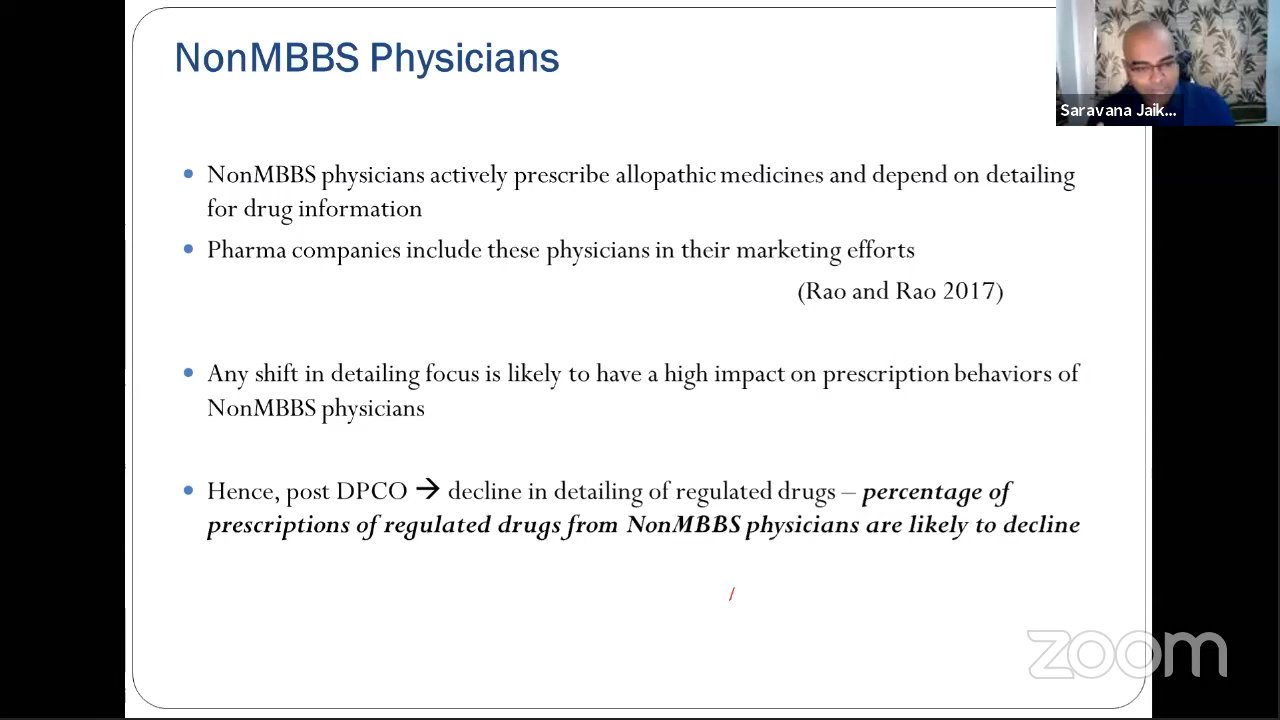 NonMBBS Physicians
Saravana Jaik...
• NonMBBS physicians actively prescribe allopathic medicines and depend on detailing
for drug information
• Pharma companies include these physicians in their marketing efforts
(Rao and Rao 2017)
• Any shift in detailing focus is likely to have a high impact on prescription behaviors of
NonMBBS physicians
• Hence, post DPCO → decline in detailing of regulated drugs – percentage of
prescriptions of regulated drugs from NonMBBS physicians are likely to decline
zoom